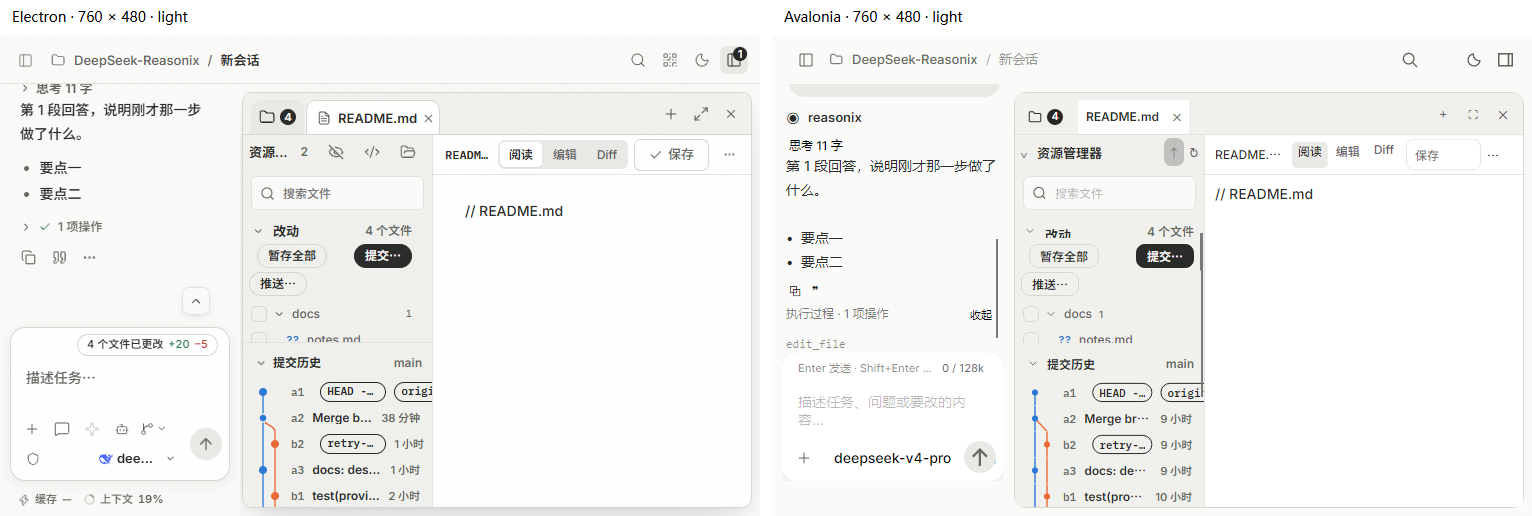 Electron · 760 × 480 · light
DeepSeek-Reasonix / 新会话
1
思考 11 字
第 1 段回答，说明刚才那一步
做了什么。
• 要点一
• 要点二
1 项操作
4 个文件已更改 +20 −5
描述任务…
dee...
缓存 — 上下文 19%
4 README.md
资源... 2
搜索文件
改动 4 个文件
暂存全部 提交…
推送…
docs 1
?? notes.md
提交历史 main
a1 HEAD -… origi
a2 Merge b... 38 分钟
b2 retry-… 1 小时
a3 docs: des... 1 小时
b1 test(provi... 2 小时
READM... 阅读 编辑 Diff 保存 ...
// README.md
Avalonia · 760 × 480 · light
DeepSeek-Reasonix / 新会话
reasonix
思考 11 字
第 1 段回答，说明刚才那一步做了
什么。
• 要点一
• 要点二
执行过程 · 1 项操作 收起
edit_file
Enter 发送 · Shift+Enter ... 0 / 128k
描述任务、问题或要改的内
容...
deepseek-v4-pro
4 README.md
资源管理器
搜索文件
改动 4 个文件
暂存全部 提交…
推送…
docs 1
?? notes.md
提交历史 main
a1 HEAD -… origi
a2 Merge br... 9 小时
b2 retry-… 9 小时
a3 docs: de... 9 小时
b1 test(pro... 10 小时
README.… 阅读 编辑 Diff 保存 ...
// README.md